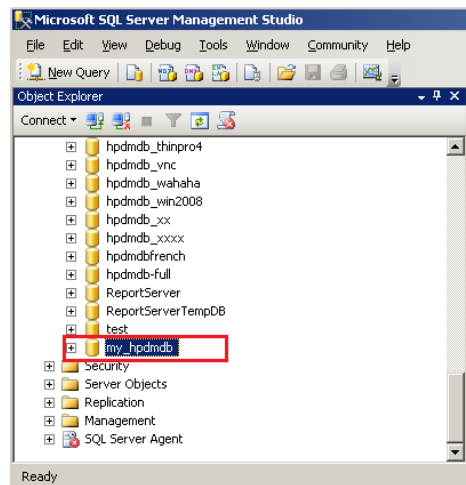 Microsoft SQL Server Management Studio
File Edit View Debug Tools Window Community Help
New Query
Object Explorer
Connect
hpdmdb_thinpro4
hpdmdb_vnc
hpdmdb_wahaha
hpdmdb_win2008
hpdmdb_xx
hpdmdb_xxxx
hpdmdbfrench
hpdmdb-full
ReportServer
ReportServerTempDB
test
my_hpdmdb
Security
Server Objects
Replication
Management
SQL Server Agent
Ready